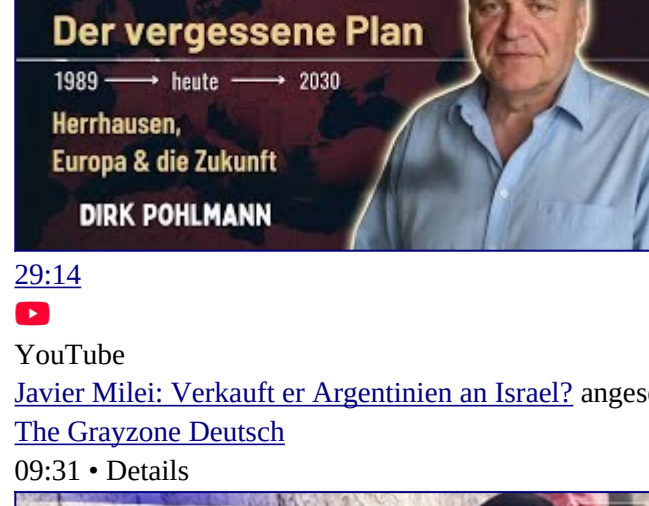 Der vergessene Plan
1989 → heute → 2030
Herrhausen,
Europa & die Zukunft
DIRK POHLMANN
29:14
YouTube
Javier Milei: Verkauft er Argentinien an Israel? anges
The Grayzone Deutsch
09:31 • Details